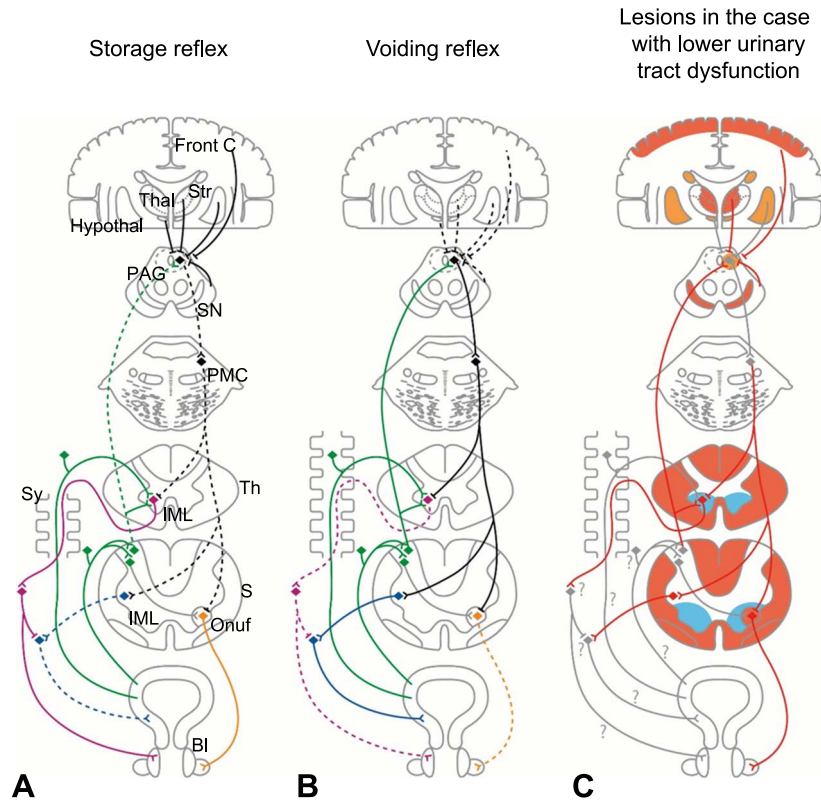 Storage reflex
Voiding reflex
Lesions in the case
with lower urinary
tract dysfunction
Front C
Thal
Str
Hypothal
PAG
SN
PMC
Sy
Th
IML
S
IML
Onuf
Bl
?
?
?
?
?
?
A
B
C